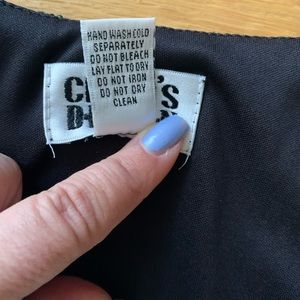 HAND WASH COLD
SEPARATELY
DO NOT BLEACH
LAY FLAT TO DRY
DO NOT IRON
DO NOT DRY
CLEAN